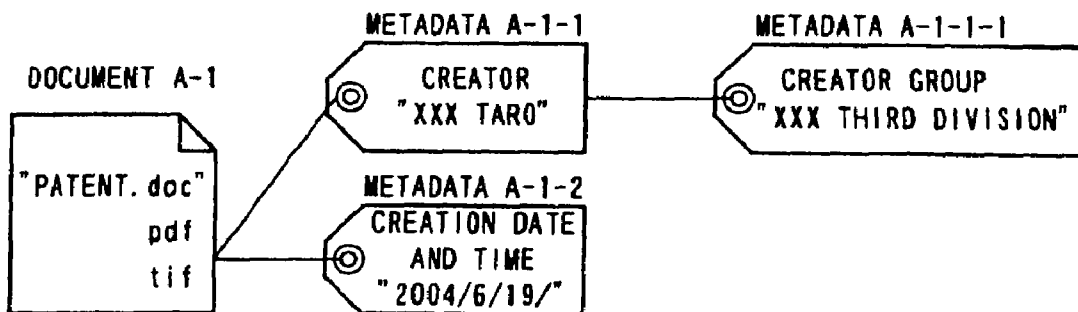 METADATA A-1-1
METADATA A-1-1-1
DOCUMENT A-1
CREATOR
"XXX TARO"
CREATOR GROUP
"XXX THIRD DIVISION"
"PATENT.doc"
pdf
tif
METADATA A-1-2
CREATION DATE
AND TIME
"2004/6/19/"